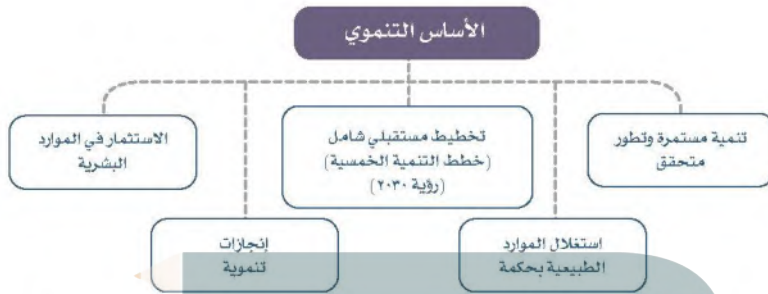 الأساس التنموي
تنمية مستمرة وتطور
متحقق
تخطيط مستقبلي شامل
(خطط التنمية الخمسية)
(رؤية ٢٠٣٠)
الاستثمار في الموارد
البشرية
استغلال الموارد
الطبيعية بحكمة
إنجازات
تنموية